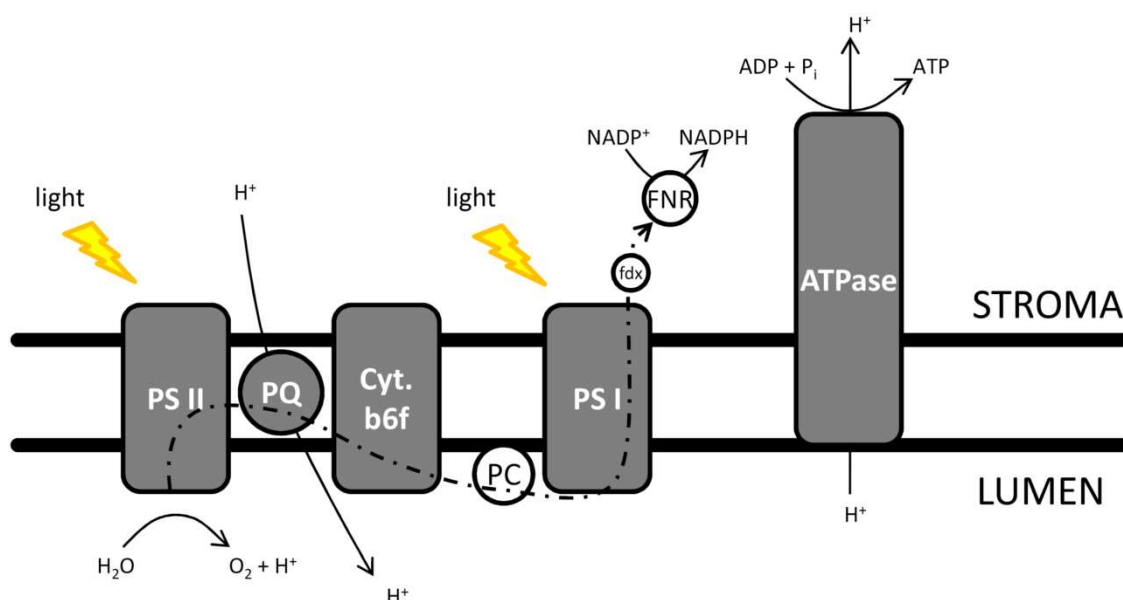 H⁺
ADP + Pᵢ
ATP
NADP⁺
NADPH
light
H⁺
light
FNR
fdx
ATPase
STROMA
PS II
PQ
Cyt.
b6f
PS I
PC
LUMEN
H₂O
O₂ + H⁺
H⁺
H⁺